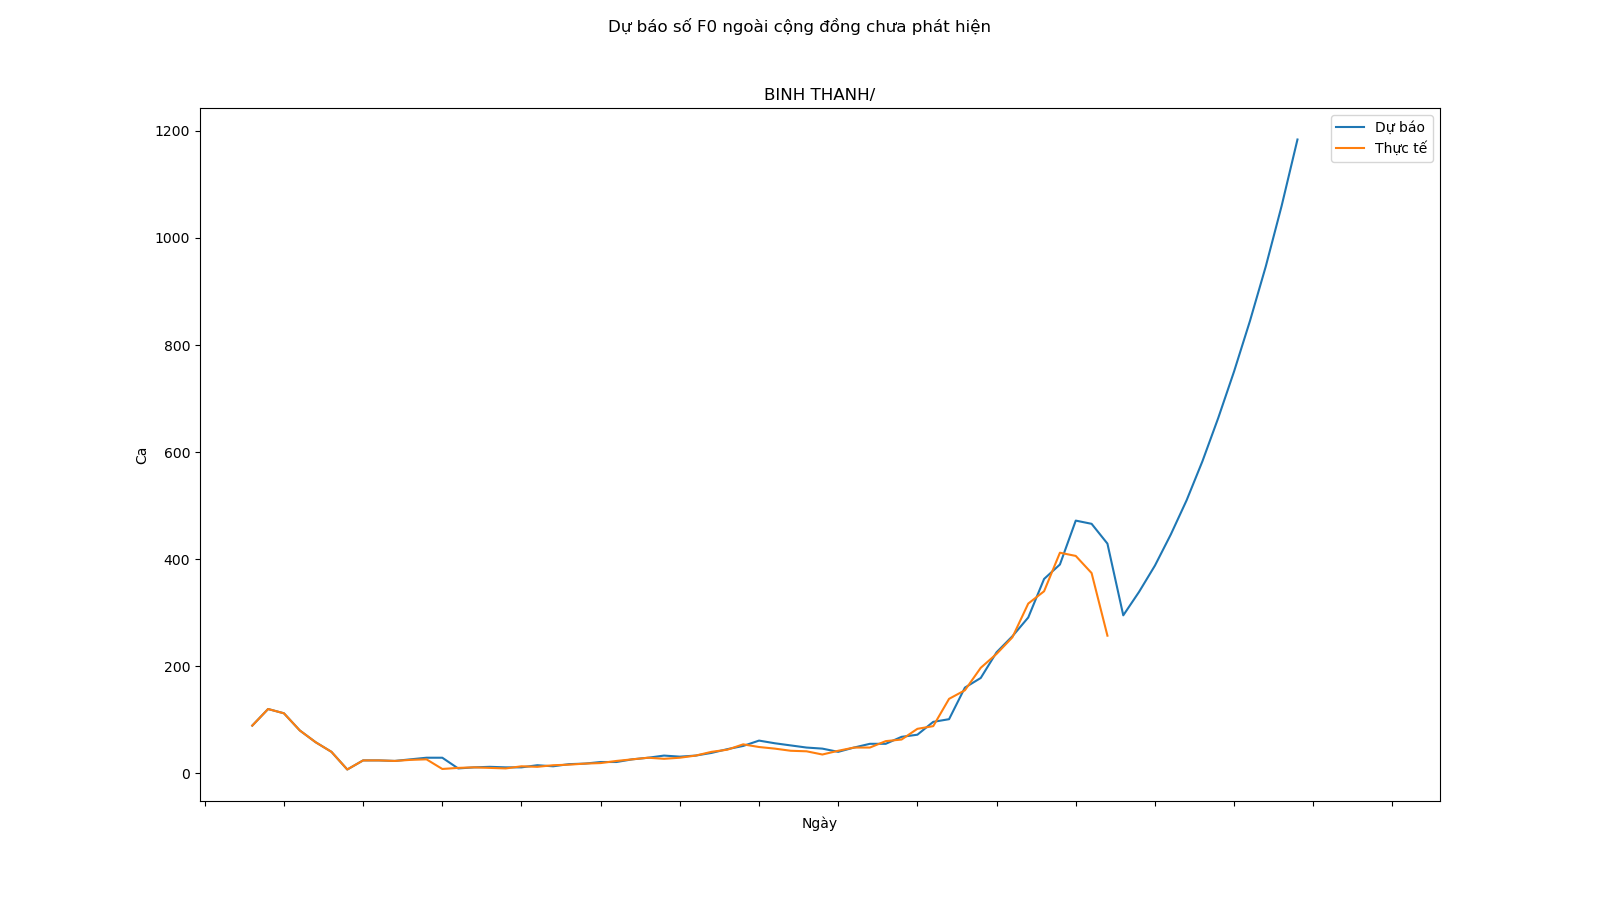 Dự báo số F0 ngoài cộng đồng chưa phát hiện
BINH THANH/
Dự báo
Thực tế
1200
1000
800
600
400
200
0
Ca
Ngày